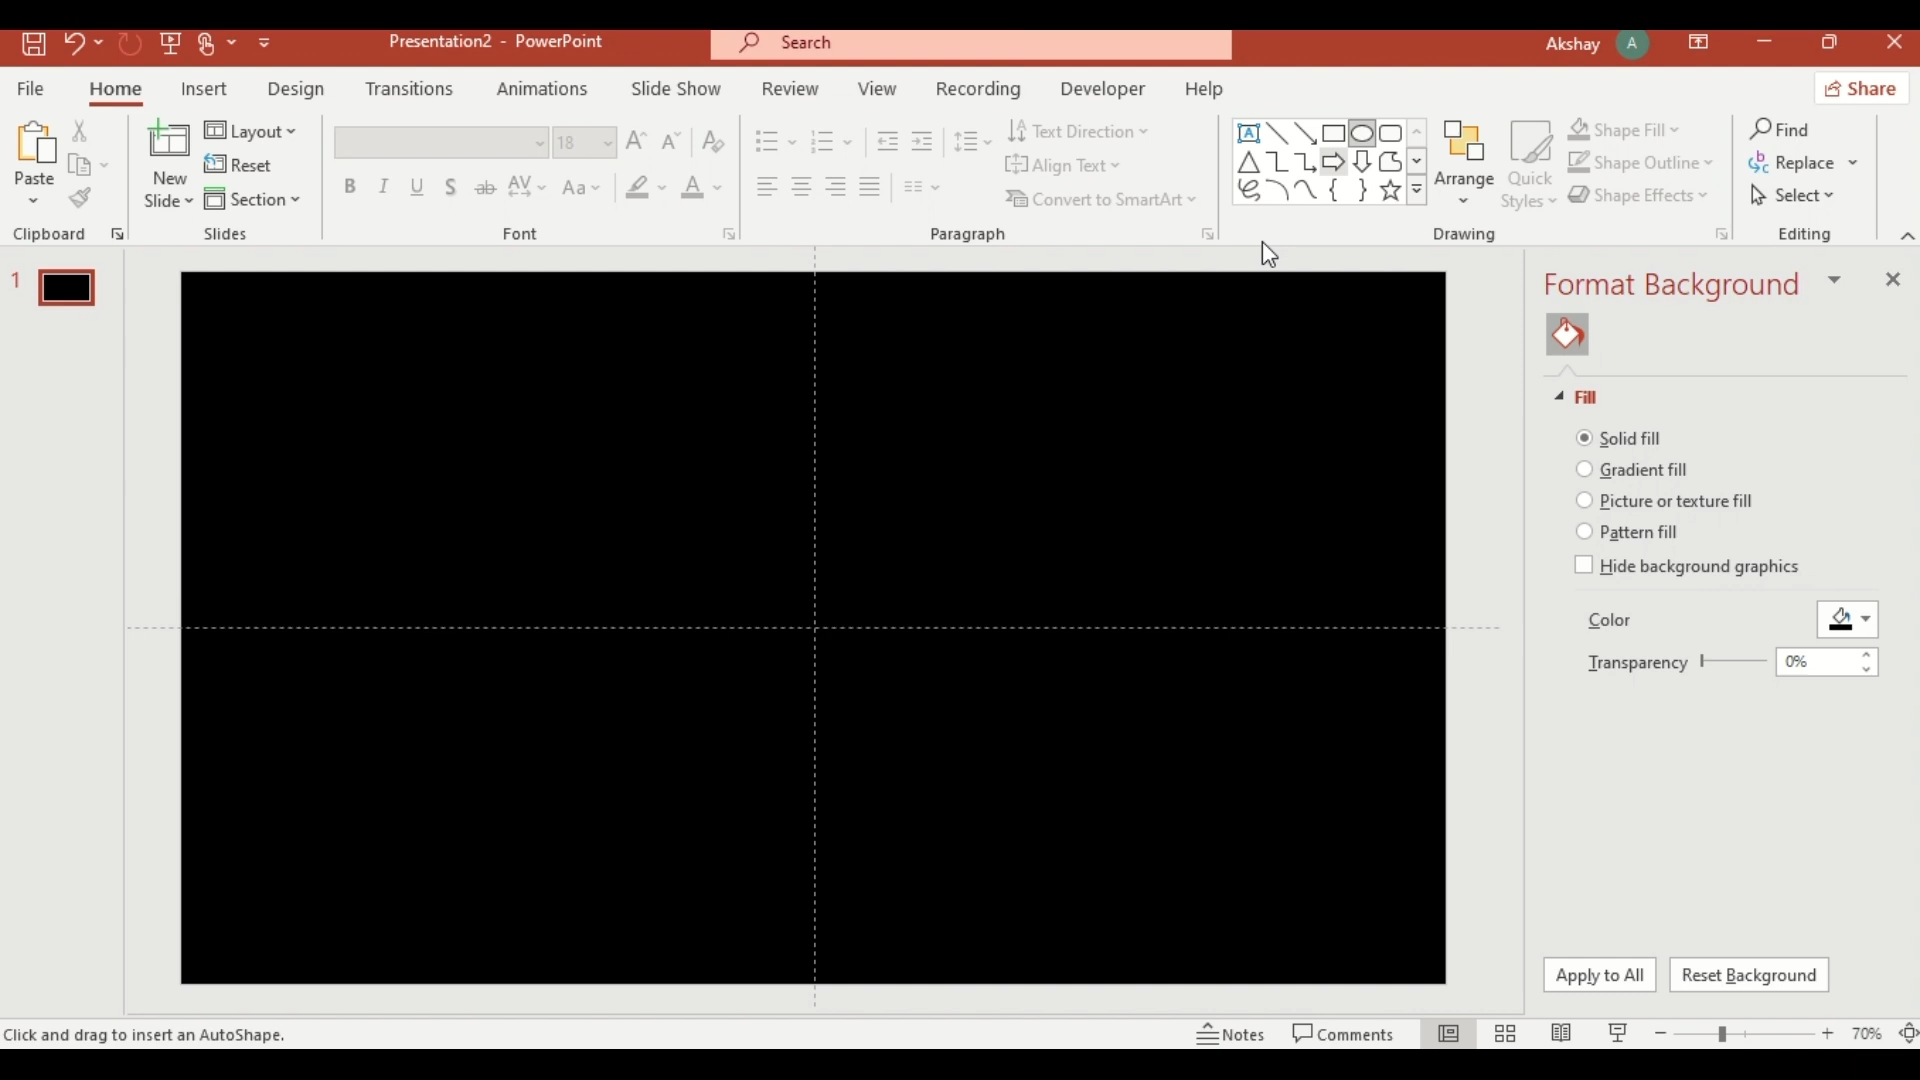 Presentation2 - PowerPoint
Search
Akshay A
File Home Insert Design Transitions Animations Slide Show Review View Recording Developer Help Share
Paste
New Slide
Layout
Reset
Section
18
B I U S ab AV Aa A
Text Direction
Align Text
Convert to SmartArt
Arrange
Quick Styles
Shape Fill
Shape Outline
Shape Effects
Find
Replace
Select
Clipboard Slides Font Paragraph Drawing Editing
1
Format Background
Fill
Solid fill
Gradient fill
Picture or texture fill
Pattern fill
Hide background graphics
Color
Transparency 0%
Apply to All Reset Background
Click and drag to insert an AutoShape.
Notes Comments 70%